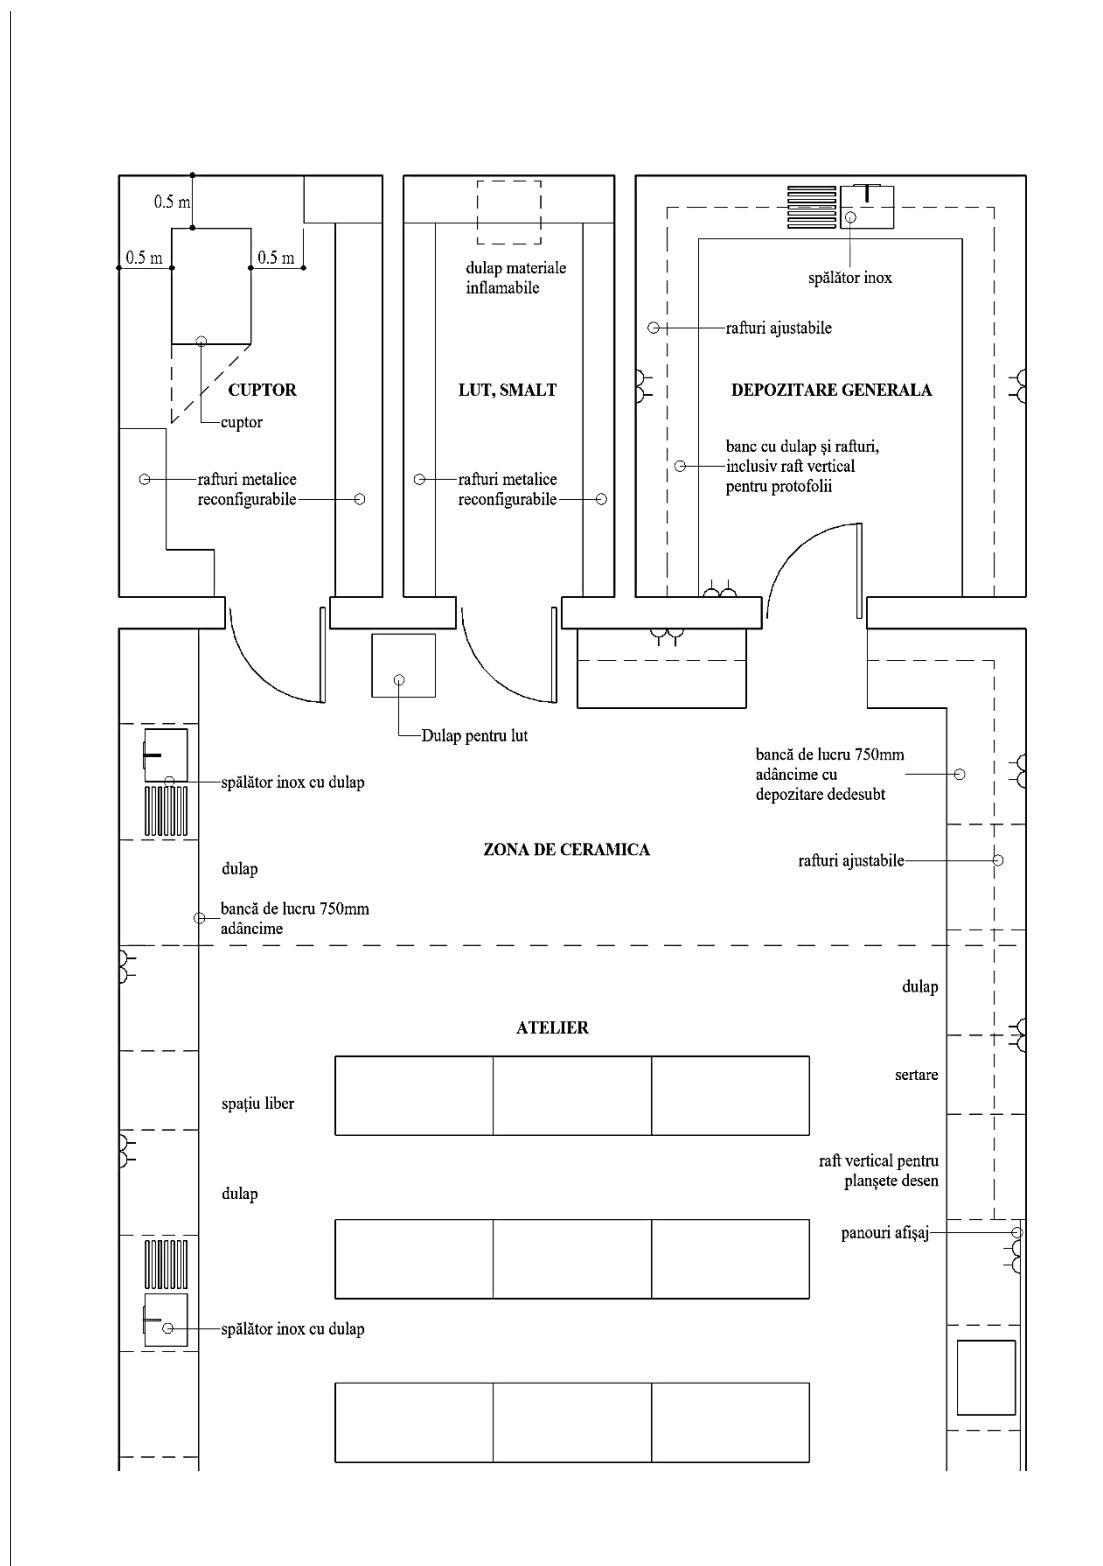 0.5 m
0.5 m
0.5 m
dulap materiale
inflamabile
spălător inox
rafturi ajustabile
CUPTOR
LUT, SMALT
DEPOZITARE GENERALA
cuptor
banc cu dulap și rafturi,
inclusiv raft vertical
pentru protofolii
rafturi metalice
reconfigurabile
rafturi metalice
reconfigurabile
Dulap pentru lut
bancă de lucru 750mm
adâncime cu
depozitare dedesubt
spălător inox cu dulap
ZONA DE CERAMICA
rafturi ajustabile
dulap
bancă de lucru 750mm
adâncime
dulap
ATELIER
sertare
spațiu liber
raft vertical pentru
planșete desen
dulap
panouri afișaj
spălător inox cu dulap